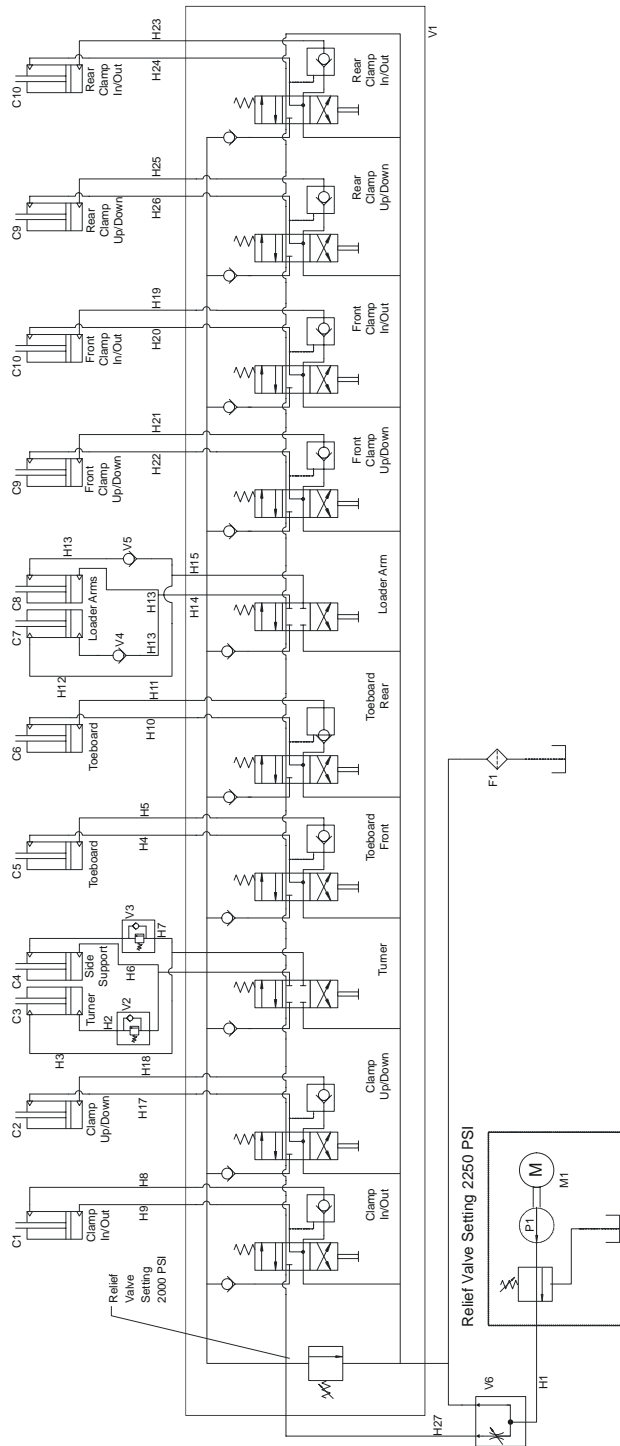 C10
Rear
Clamp
In/Out
H24
H23
C9
Rear
Clamp
Up/Down
H26
H25
C10
Front
Clamp
In/Out
H20
H19
C9
Front
Clamp
Up/Down
H22
H21
C8
C7
Loader Arms
H13
V5
H13
V4
H13
H12
H15
H14
C6
Toeboard
H10
H11
C5
Toeboard
H4
H5
C4
C3
Side
Support
Turner
V3
H7
H6
V2
H2
H3
H18
C2
Clamp
Up/Down
H17
C1
Clamp
In/Out
H9
H8
V1
Rear
Clamp
In/Out
Rear
Clamp
Up/Down
Front
Clamp
In/Out
Front
Clamp
Up/Down
Loader Arm
Toeboard
Rear
Toeboard
Front
Turner
Clamp
Up/Down
Clamp
In/Out
Relief
Valve
Setting
2000 PSI
F1
Relief Valve Setting 2250 PSI
M
M1
P1
V6
H1
H27